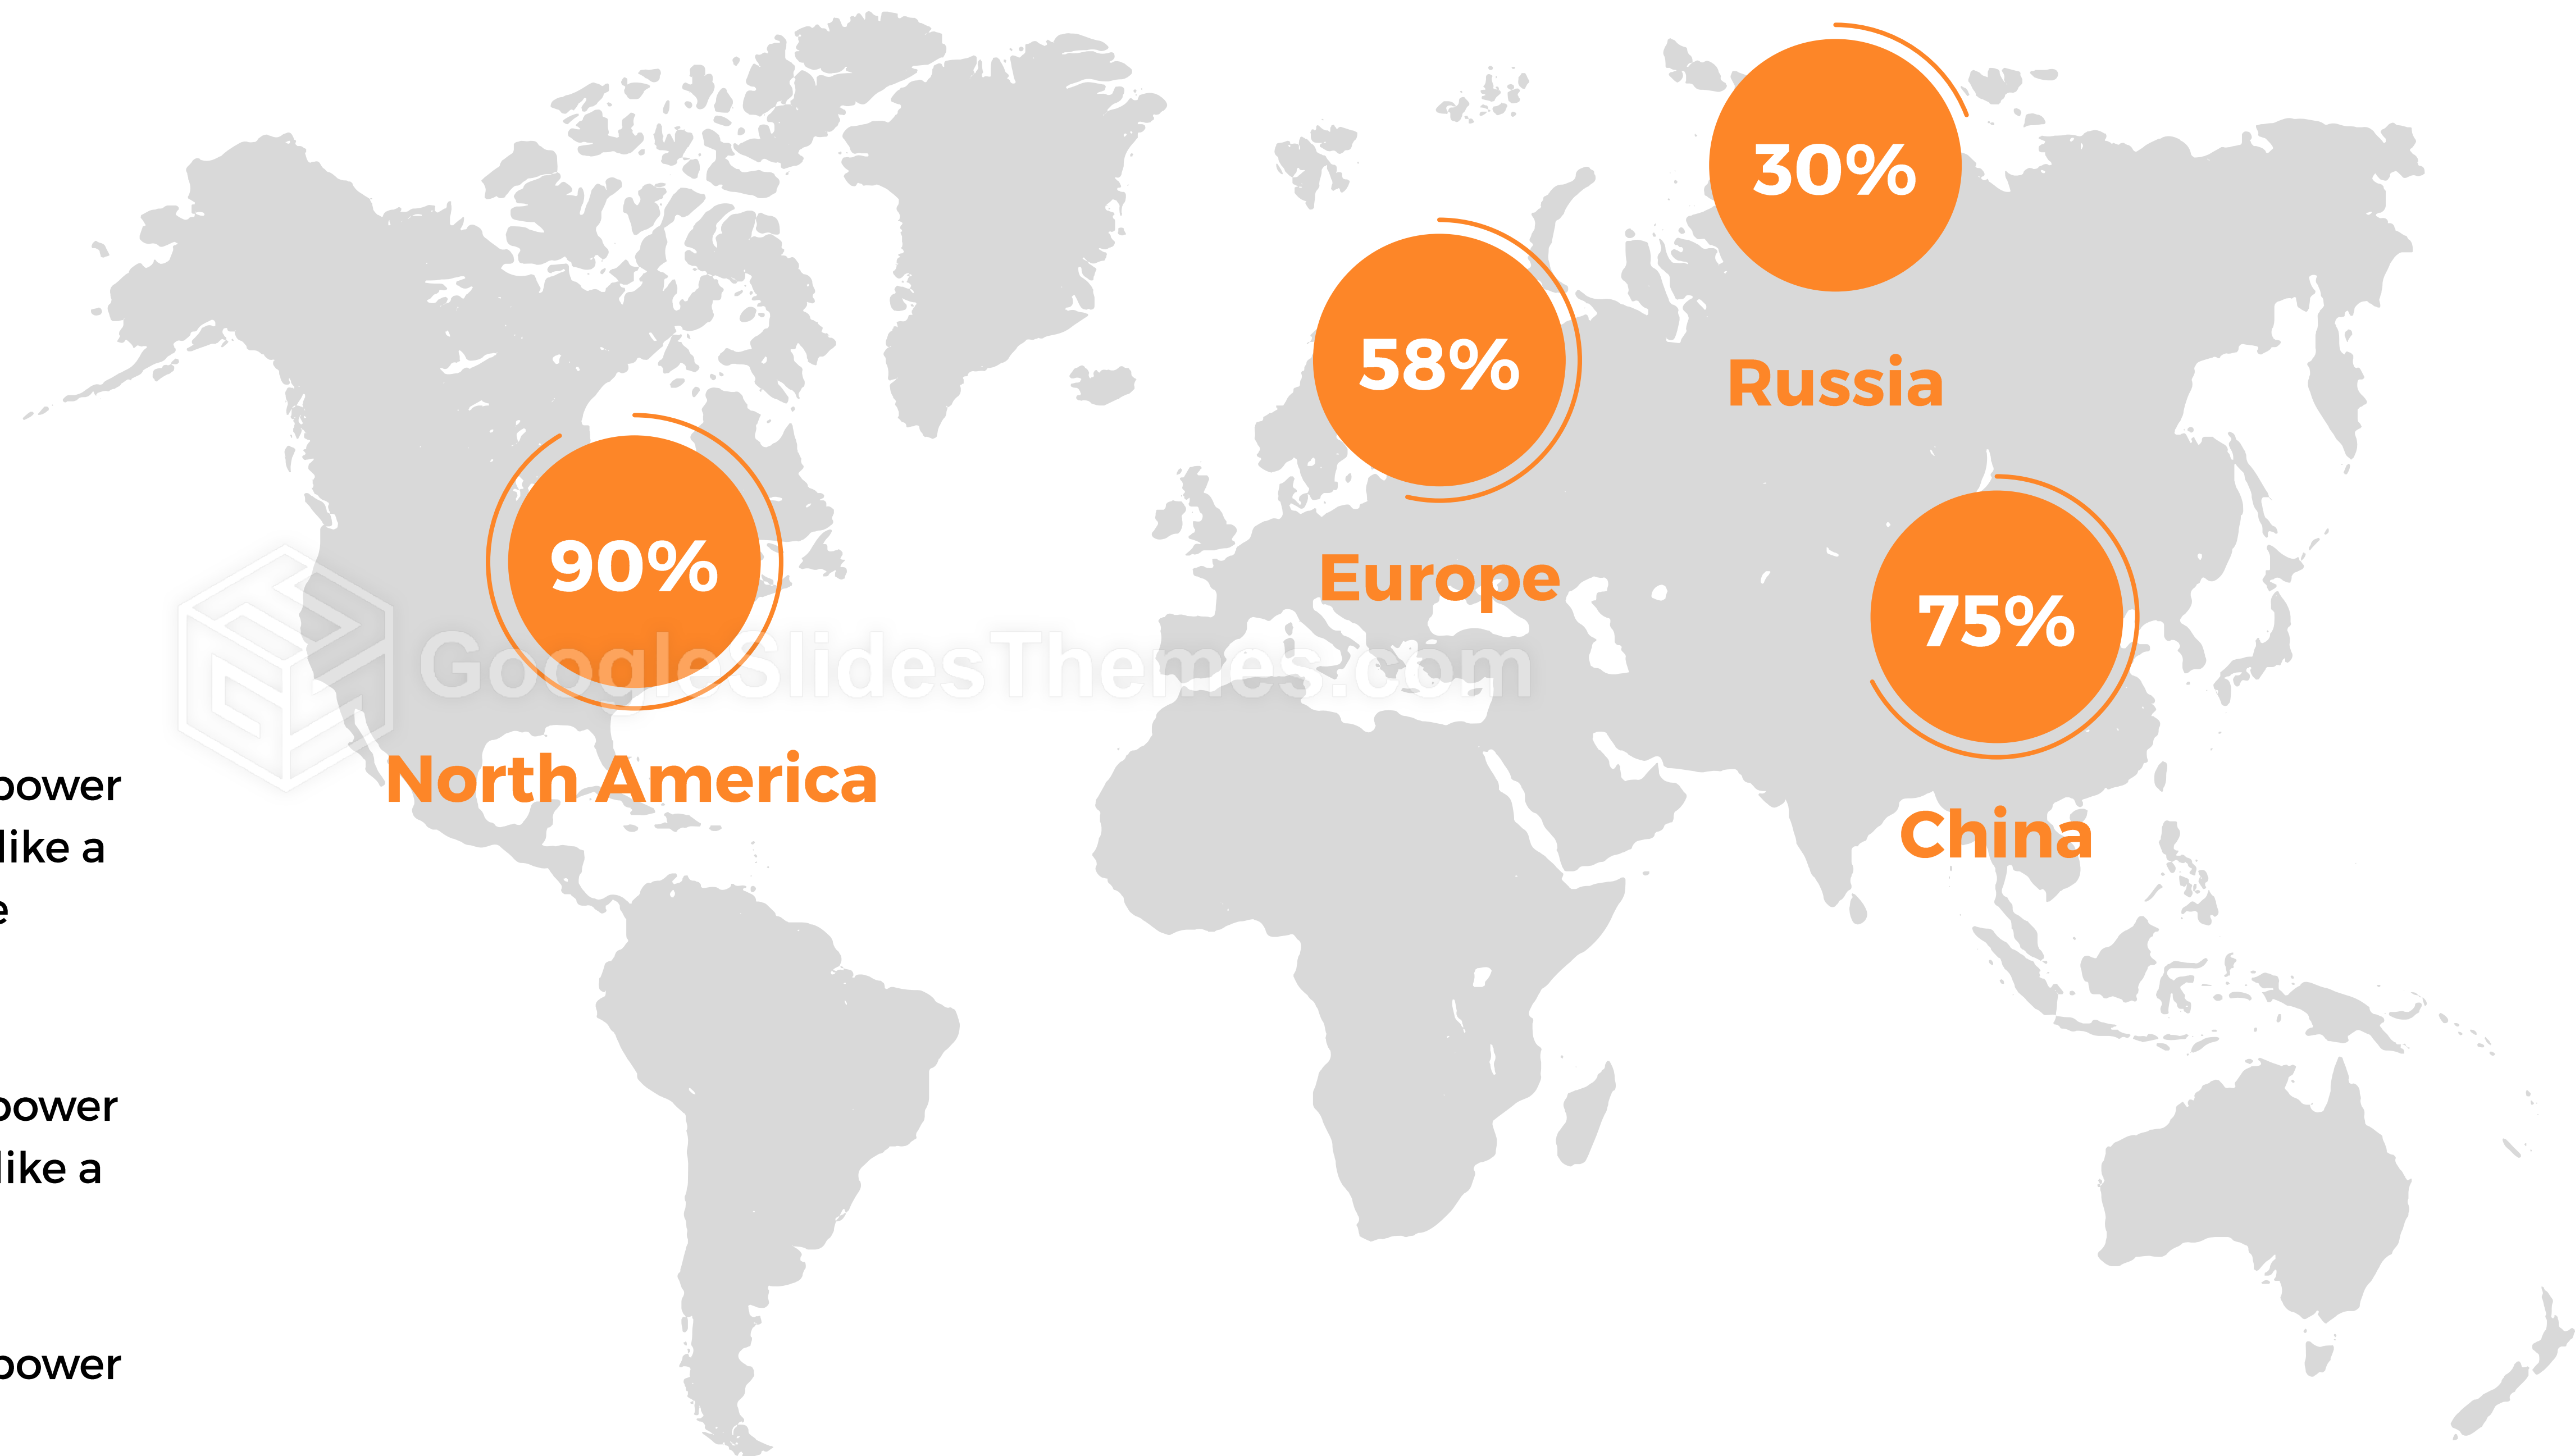 30%
58%
Russia
90%
Europe
75%
GoogleSlidesThemes.com
North America
China
power
like a
e
power
like a
power